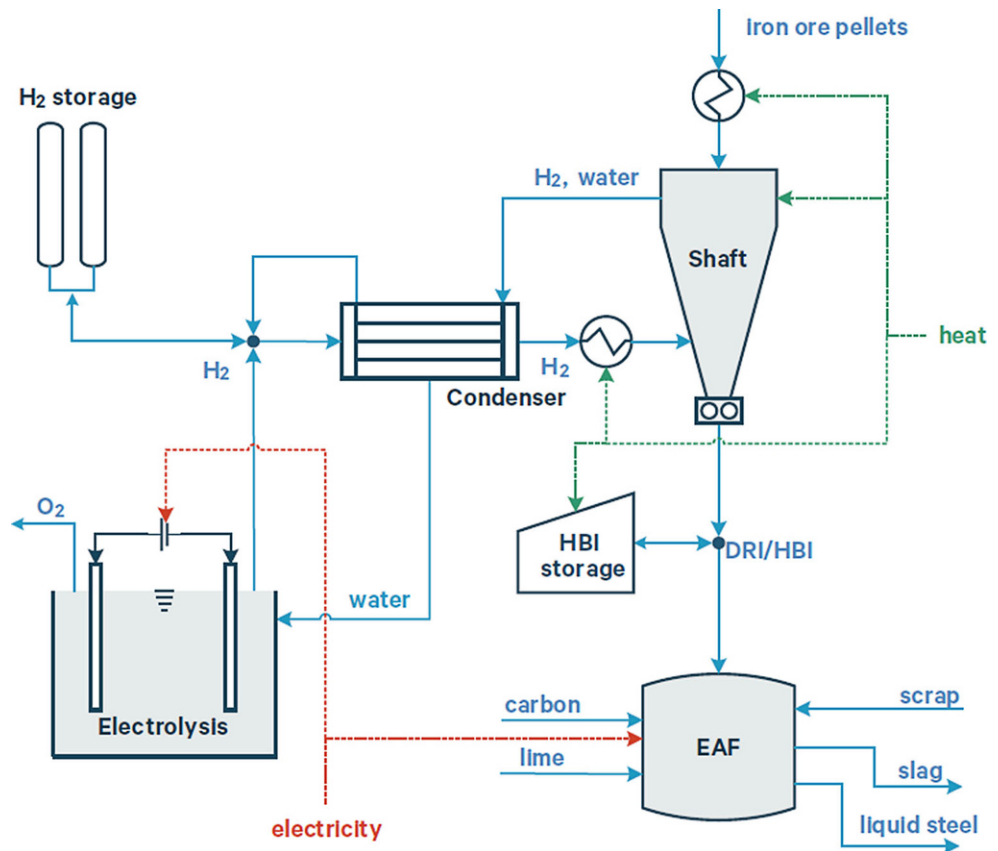 Iron ore pellets
H₂ storage
H₂, water
Shaft
heat
H₂
H₂
Condenser
O₂
HBI
storage
DRI/HBI
water
Electrolysis
carbon
scrap
EAF
lime
slag
electricity
liquid steel